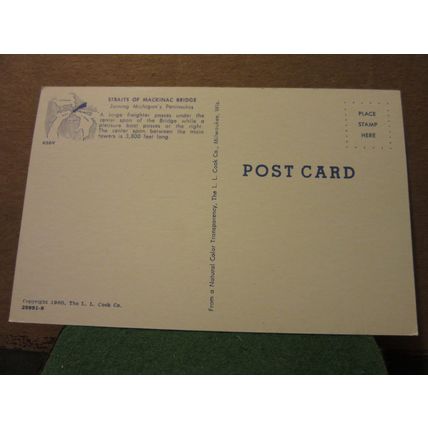 STRAITS OF MACKINAC BRIDGE
Joining Michigan's Peninsulas
A large freighter passes under the
center span of the Bridge while a
pleasure boat passes at the right.
The center span between the main
towers is 3,800 feet long.
K56V
PLACE
STAMP
HERE
POST CARD
From a Natural Color Transparency, The L. L. Cook Co., Milwaukee, Wis.
Copyright 1960, The L. L. Cook Co.